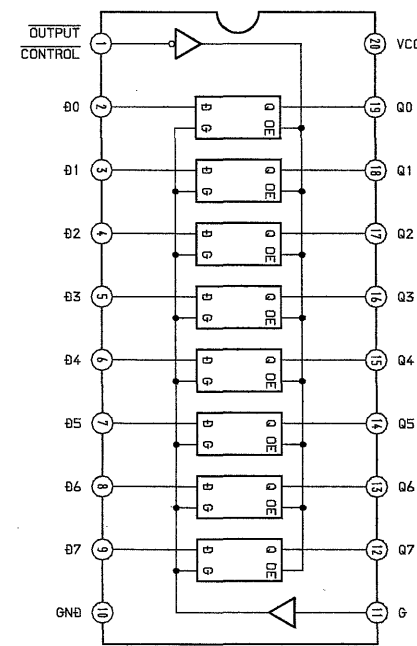 OUTPUT
CONTROL
1
20
VCC
D0
2
D
Q
G
OE
19
Q0
D1
3
D
Q
G
OE
18
Q1
D2
4
D
Q
G
OE
17
Q2
D3
5
D
Q
G
OE
16
Q3
D4
6
D
Q
G
OE
15
Q4
D5
7
D
Q
G
OE
14
Q5
D6
8
D
Q
G
OE
13
Q6
D7
9
D
Q
G
OE
12
Q7
GND
10
11
G